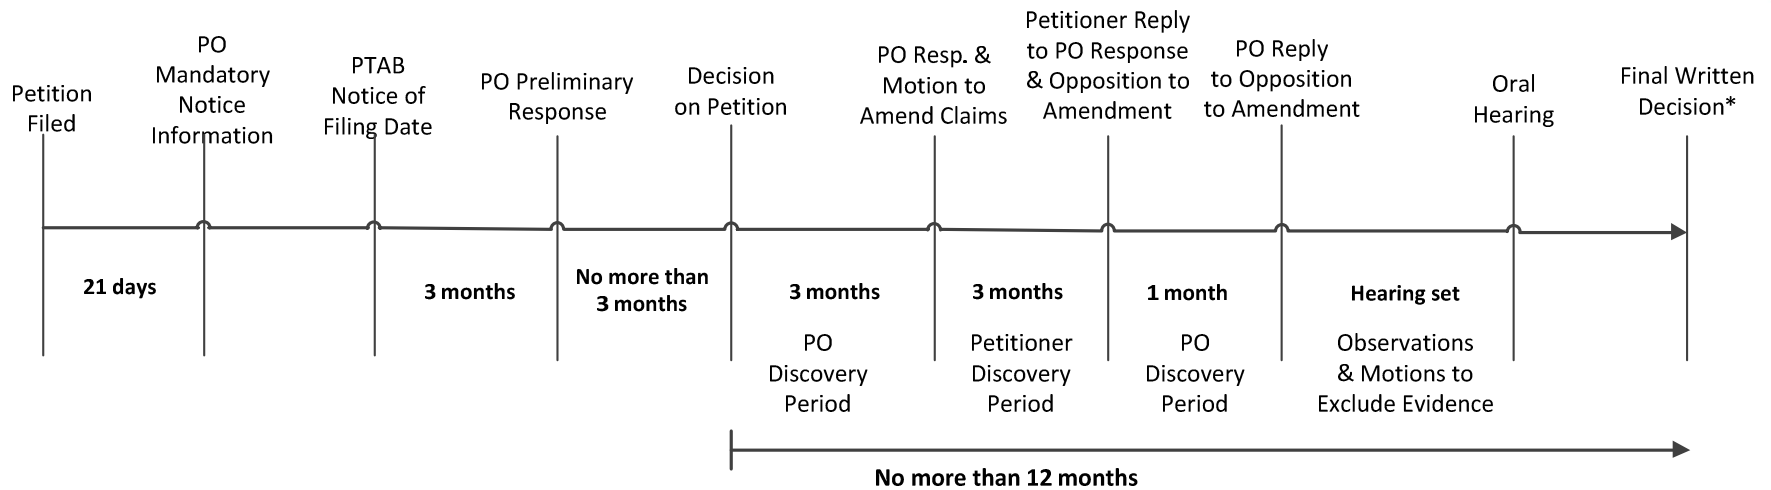 Petition
Filed
PO
Mandatory
Notice
Information
PTAB
Notice of
Filing Date
PO Preliminary
Response
Decision
on Petition
PO Resp. &
Motion to
Amend Claims
Petitioner Reply
to PO Response
& Opposition to
Amendment
PO Reply
to Opposition
to Amendment
Oral
Hearing
Final Written
Decision*
21 days
3 months
No more than
3 months
3 months
3 months
1 month
Hearing set
PO
Discovery
Period
Petitioner
Discovery
Period
PO
Discovery
Period
Observations
& Motions to
Exclude Evidence
No more than 12 months